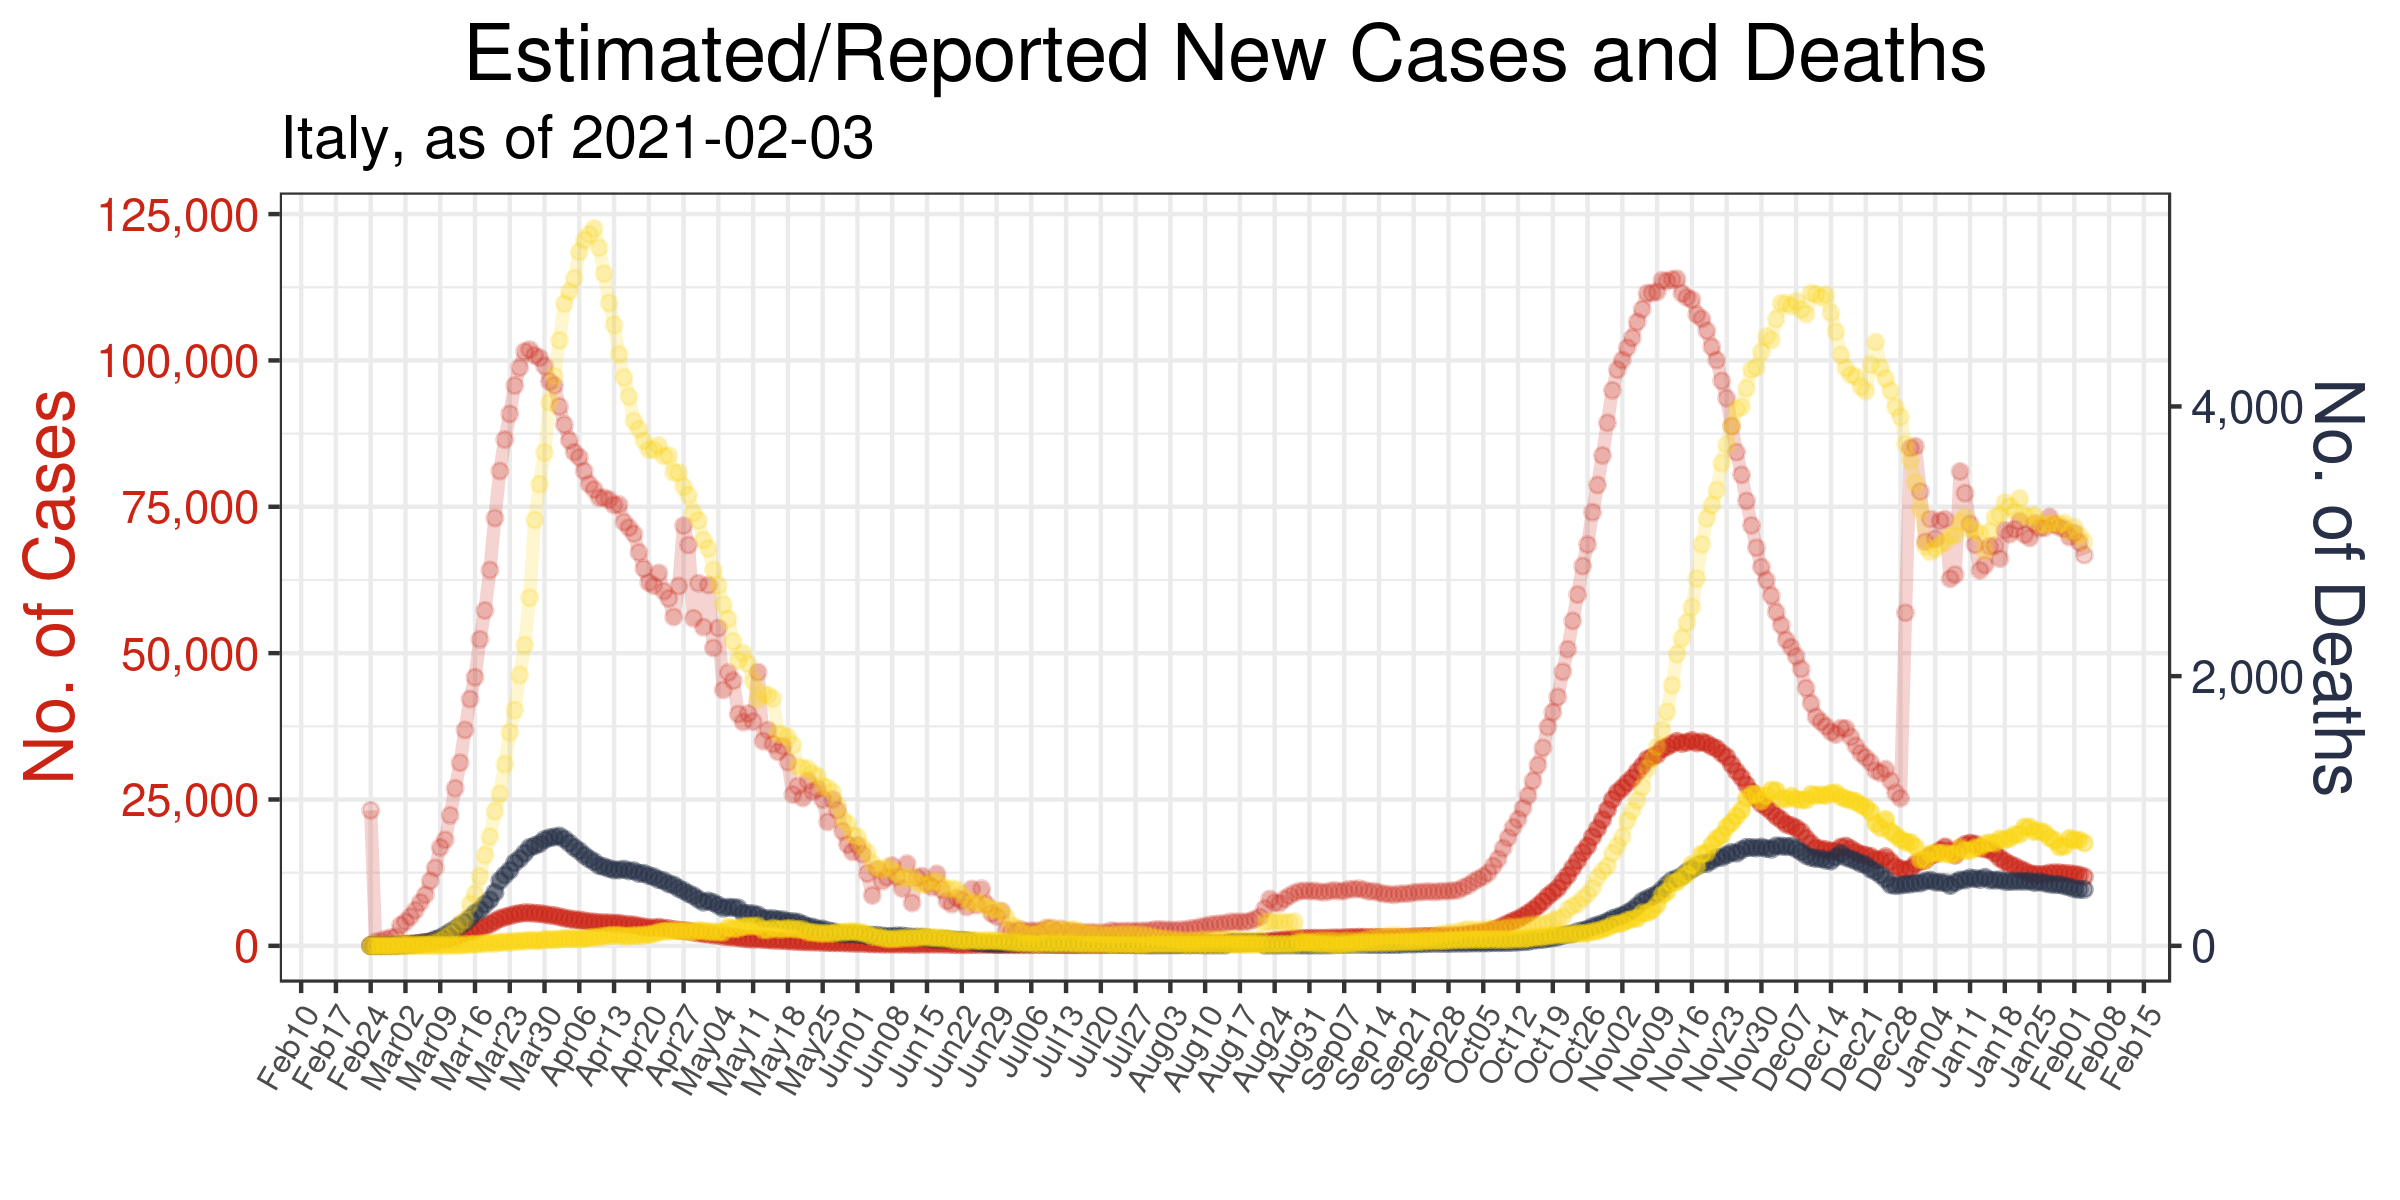 Estimated/Reported New Cases and Deaths
Italy, as of 2021-02-03
125,000
100,000
75,000
50,000
25,000
0
No. of Cases
4,000
2,000
0
No. of Deaths
Feb10
Feb17
Feb24
Mar02
Mar09
Mar16
Mar23
Mar30
Apr06
Apr13
Apr20
Apr27
May04
May11
May18
May25
Jun01
Jun08
Jun15
Jun22
Jun29
Jul06
Jul13
Jul20
Jul27
Aug03
Aug10
Aug17
Aug24
Aug31
Sep07
Sep14
Sep21
Sep28
Oct05
Oct12
Oct19
Oct26
Nov02
Nov09
Nov16
Nov23
Nov30
Dec07
Dec14
Dec21
Dec28
Jan04
Jan11
Jan18
Jan25
Feb01
Feb08
Feb15